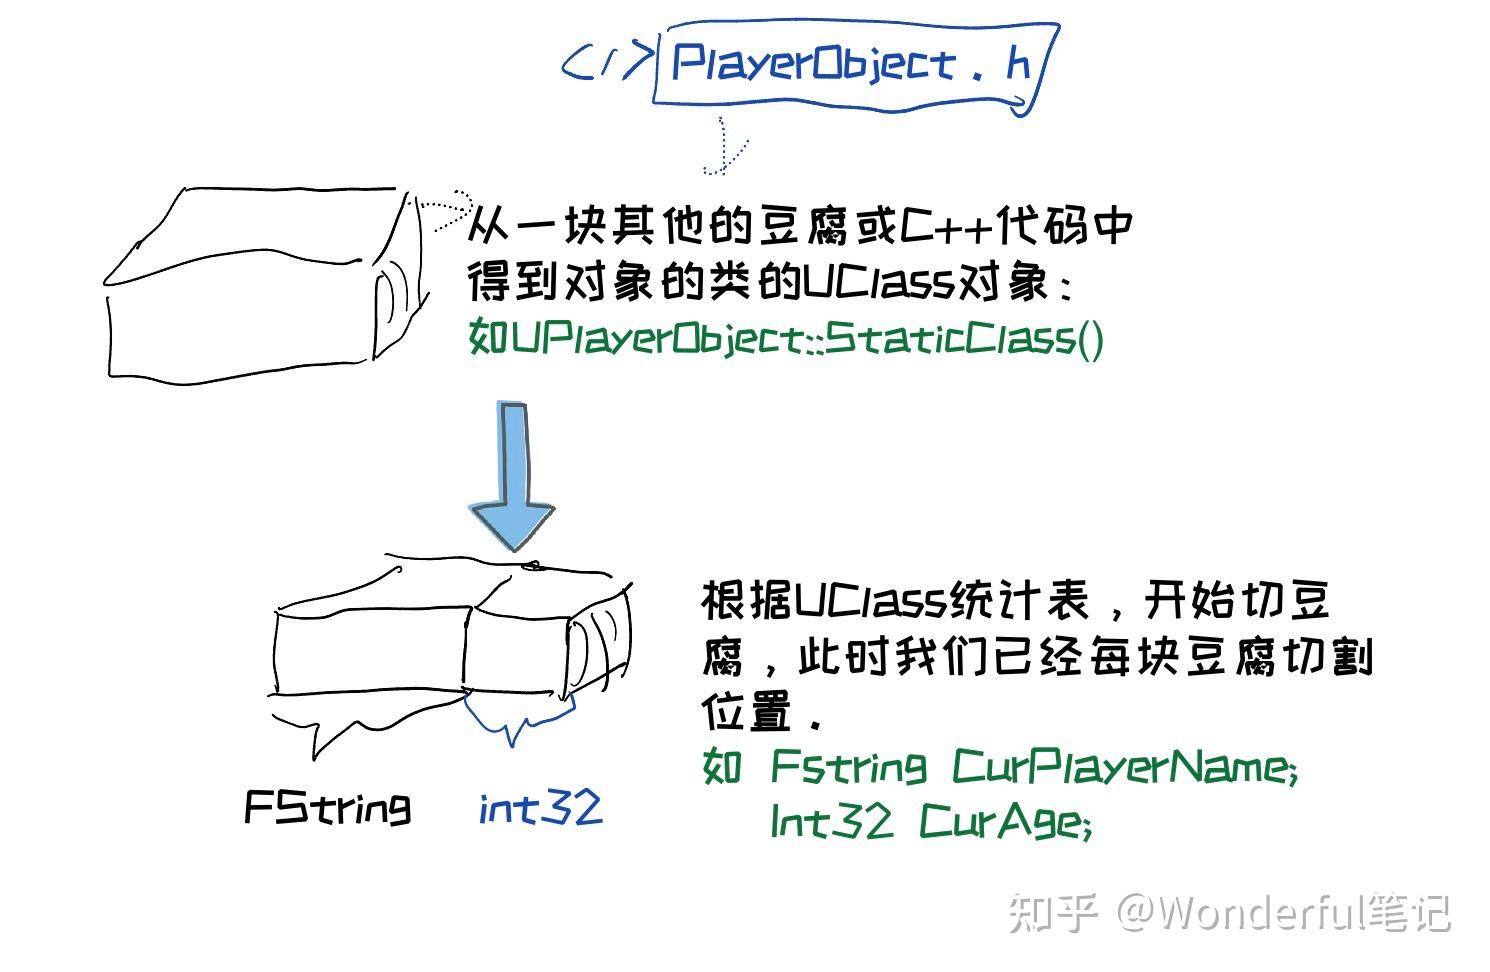 </>PlayerObject.h
从一块其他的豆腐或C++代码中
得到对象的类的UClass对象：
如UPlayerObject::StaticClass()
根据UClass统计表，开始切豆
腐，此时我们已经每块豆腐切割
位置.
如 Fstring CurPlayerName;
Int32 CurAge;
FString
int32
知乎 @Wonderful笔记